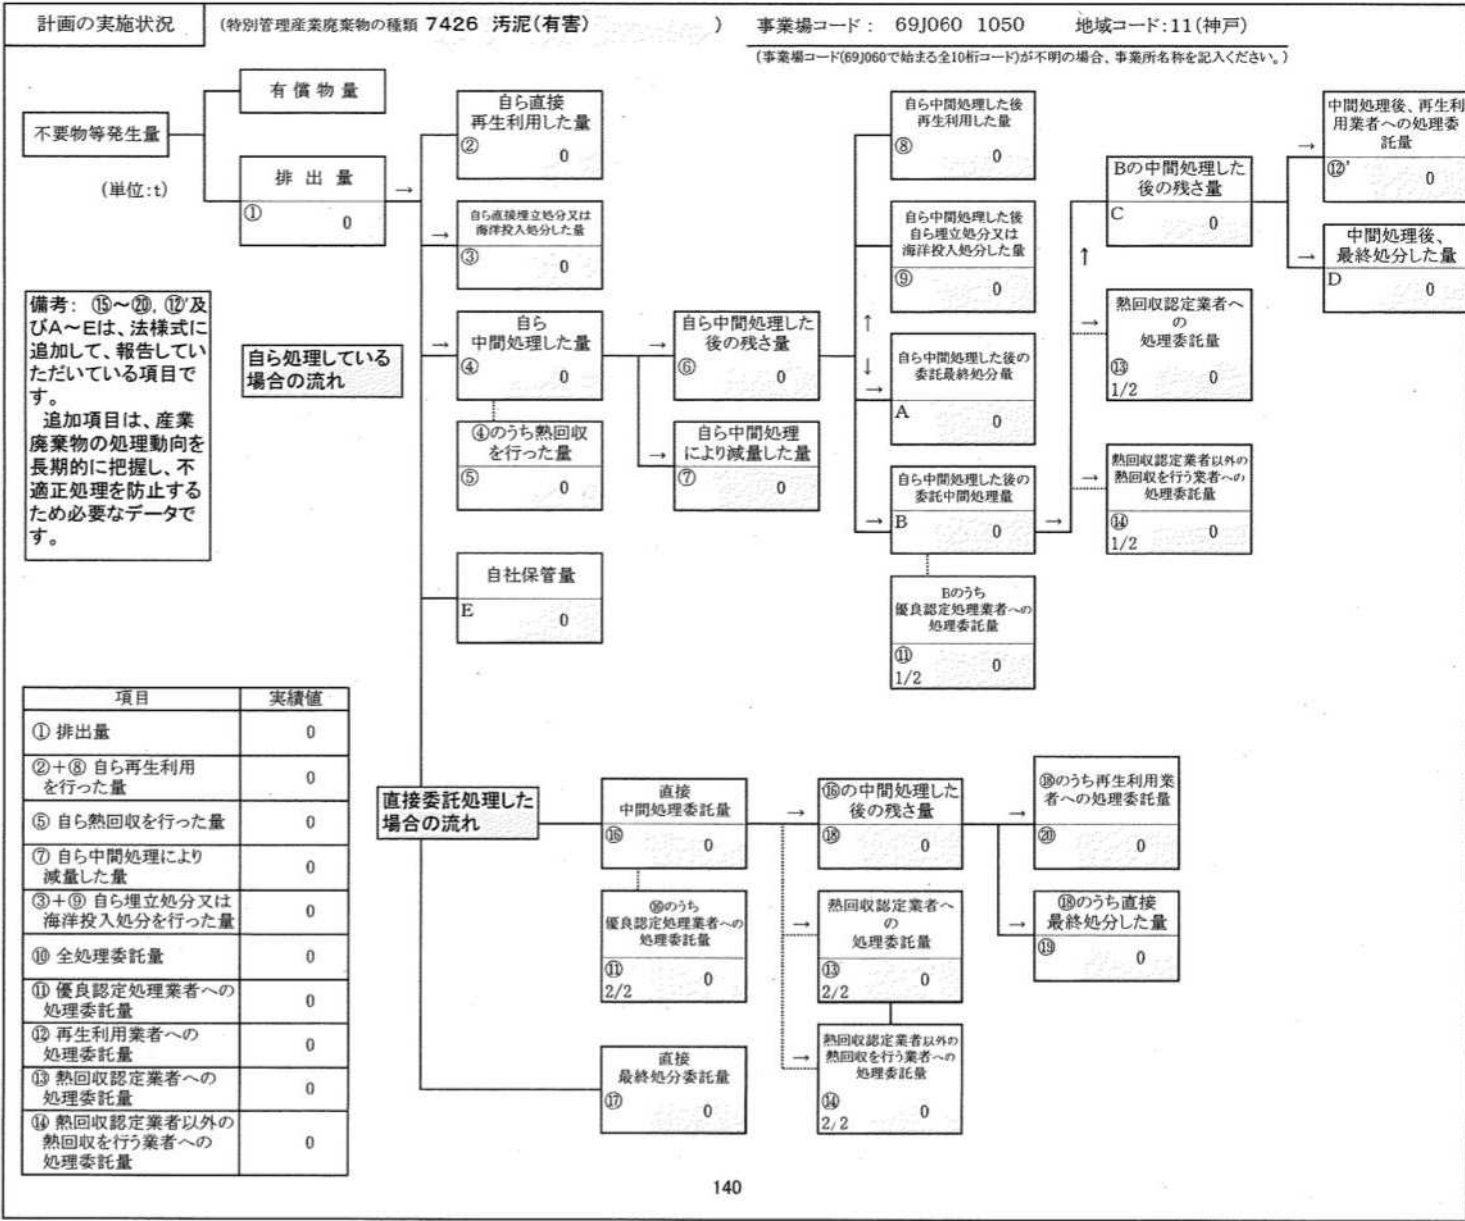 計画の実施状況
(特別管理産業廃棄物の種類 7426 汚泥(有害) )
事業場コード: 69J060 1050 地域コード:11(神戸)
(事業場コード(69J060で始まる全10桁コード)が不明の場合、事業所名称を記入ください。)
不要物等発生量
(単位:t)
有償物量
排出量
① 0
→
自ら直接
再生利用した量
② 0
→
自ら直接埋立処分又は
海洋投入処分した量
③ 0
→
自ら
中間処理した量
④ 0
④のうち熱回収
を行った量
⑤ 0
→
自ら中間処理した
後の残さ量
⑥ 0
→
自ら中間処理
により減量した量
⑦ 0
自ら中間処理した後
再生利用した量
⑧ 0
自ら中間処理した後
自ら埋立処分又は
海洋投入処分した量
⑨ 0
↑
↓
→
自ら中間処理した後の
委託最終処分量
A 0
→
自ら中間処理した後の
委託中間処理量
B 0
→
Bのうち
優良認定処理業者への
処理委託量
⑪ 0
1/2
↑
Bの中間処理した
後の残さ量
C 0
→
中間処理後、再生利
用業者への処理委
託量
⑫' 0
→
中間処理後、
最終処分した量
D 0
→
熱回収認定業者へ
の
処理委託量
⑬ 0
1/2
→
熱回収認定業者以外の
熱回収を行う業者への
処理委託量
⑭ 0
1/2
備考: ⑮～⑳, ⑫'及
びA～Eは、法様式に
追加して、報告してい
ただいている項目で
す。
追加項目は、産業
廃棄物の処理動向を
長期的に把握し、不
適正処理を防止する
ため必要なデータで
す。
自ら処理している
場合の流れ
自社保管量
E 0
項目 実績値
① 排出量 0
②+⑧ 自ら再生利用
を行った量 0
⑤ 自ら熱回収を行った量 0
⑦ 自ら中間処理により
減量した量 0
③+⑨ 自ら埋立処分又は
海洋投入処分を行った量 0
⑩ 全処理委託量 0
⑪ 優良認定処理業者への
処理委託量 0
⑫ 再生利用業者への
処理委託量 0
⑬ 熱回収認定業者への
処理委託量 0
⑭ 熱回収認定業者以外の
熱回収を行う業者への
処理委託量 0
直接委託処理した
場合の流れ
直接
中間処理委託量
⑯ 0
⑯のうち
優良認定処理業者への
処理委託量
⑪ 0
2/2
直接
最終処分委託量
⑰ 0
→
⑯の中間処理した
後の残さ量
⑱ 0
→
熱回収認定業者へ
の
処理委託量
⑬ 0
2/2
→
熱回収認定業者以外の
熱回収を行う業者への
処理委託量
⑭ 0
2/2
→
⑱のうち再生利用業
者への処理委託量
⑳ 0
→
⑱のうち直接
最終処分した量
⑲ 0
140